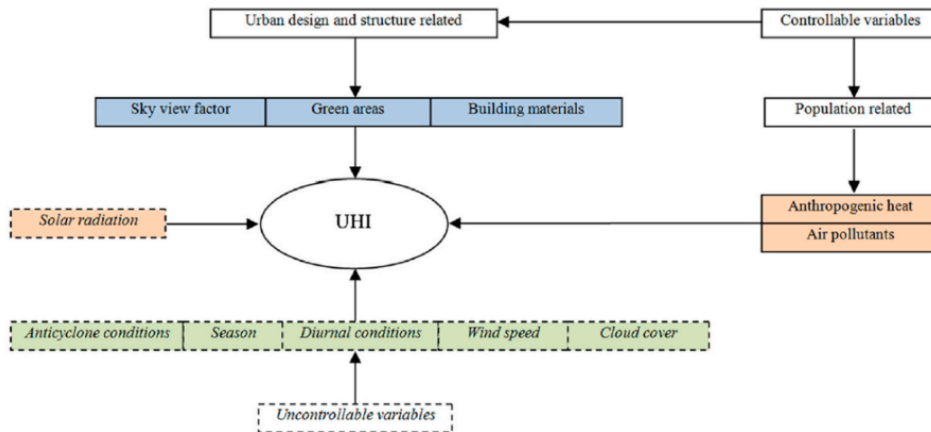 Urban design and structure related
Controllable variables
Sky view factor
Green areas
Building materials
Population related
Solar radiation
UHI
Anthropogenic heat
Air pollutants
Anticyclone conditions
Season
Diurnal conditions
Wind speed
Cloud cover
Uncontrollable variables